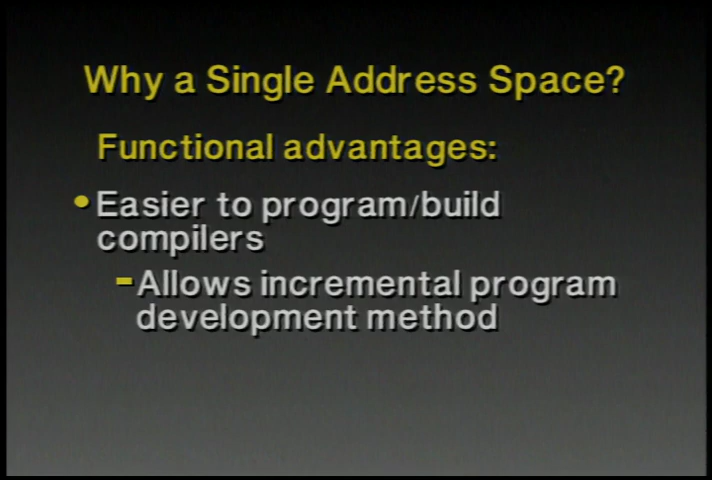 Why a Single Address Space?
Functional advantages:
• Easier to program/build
compilers
- Allows incremental program
development method